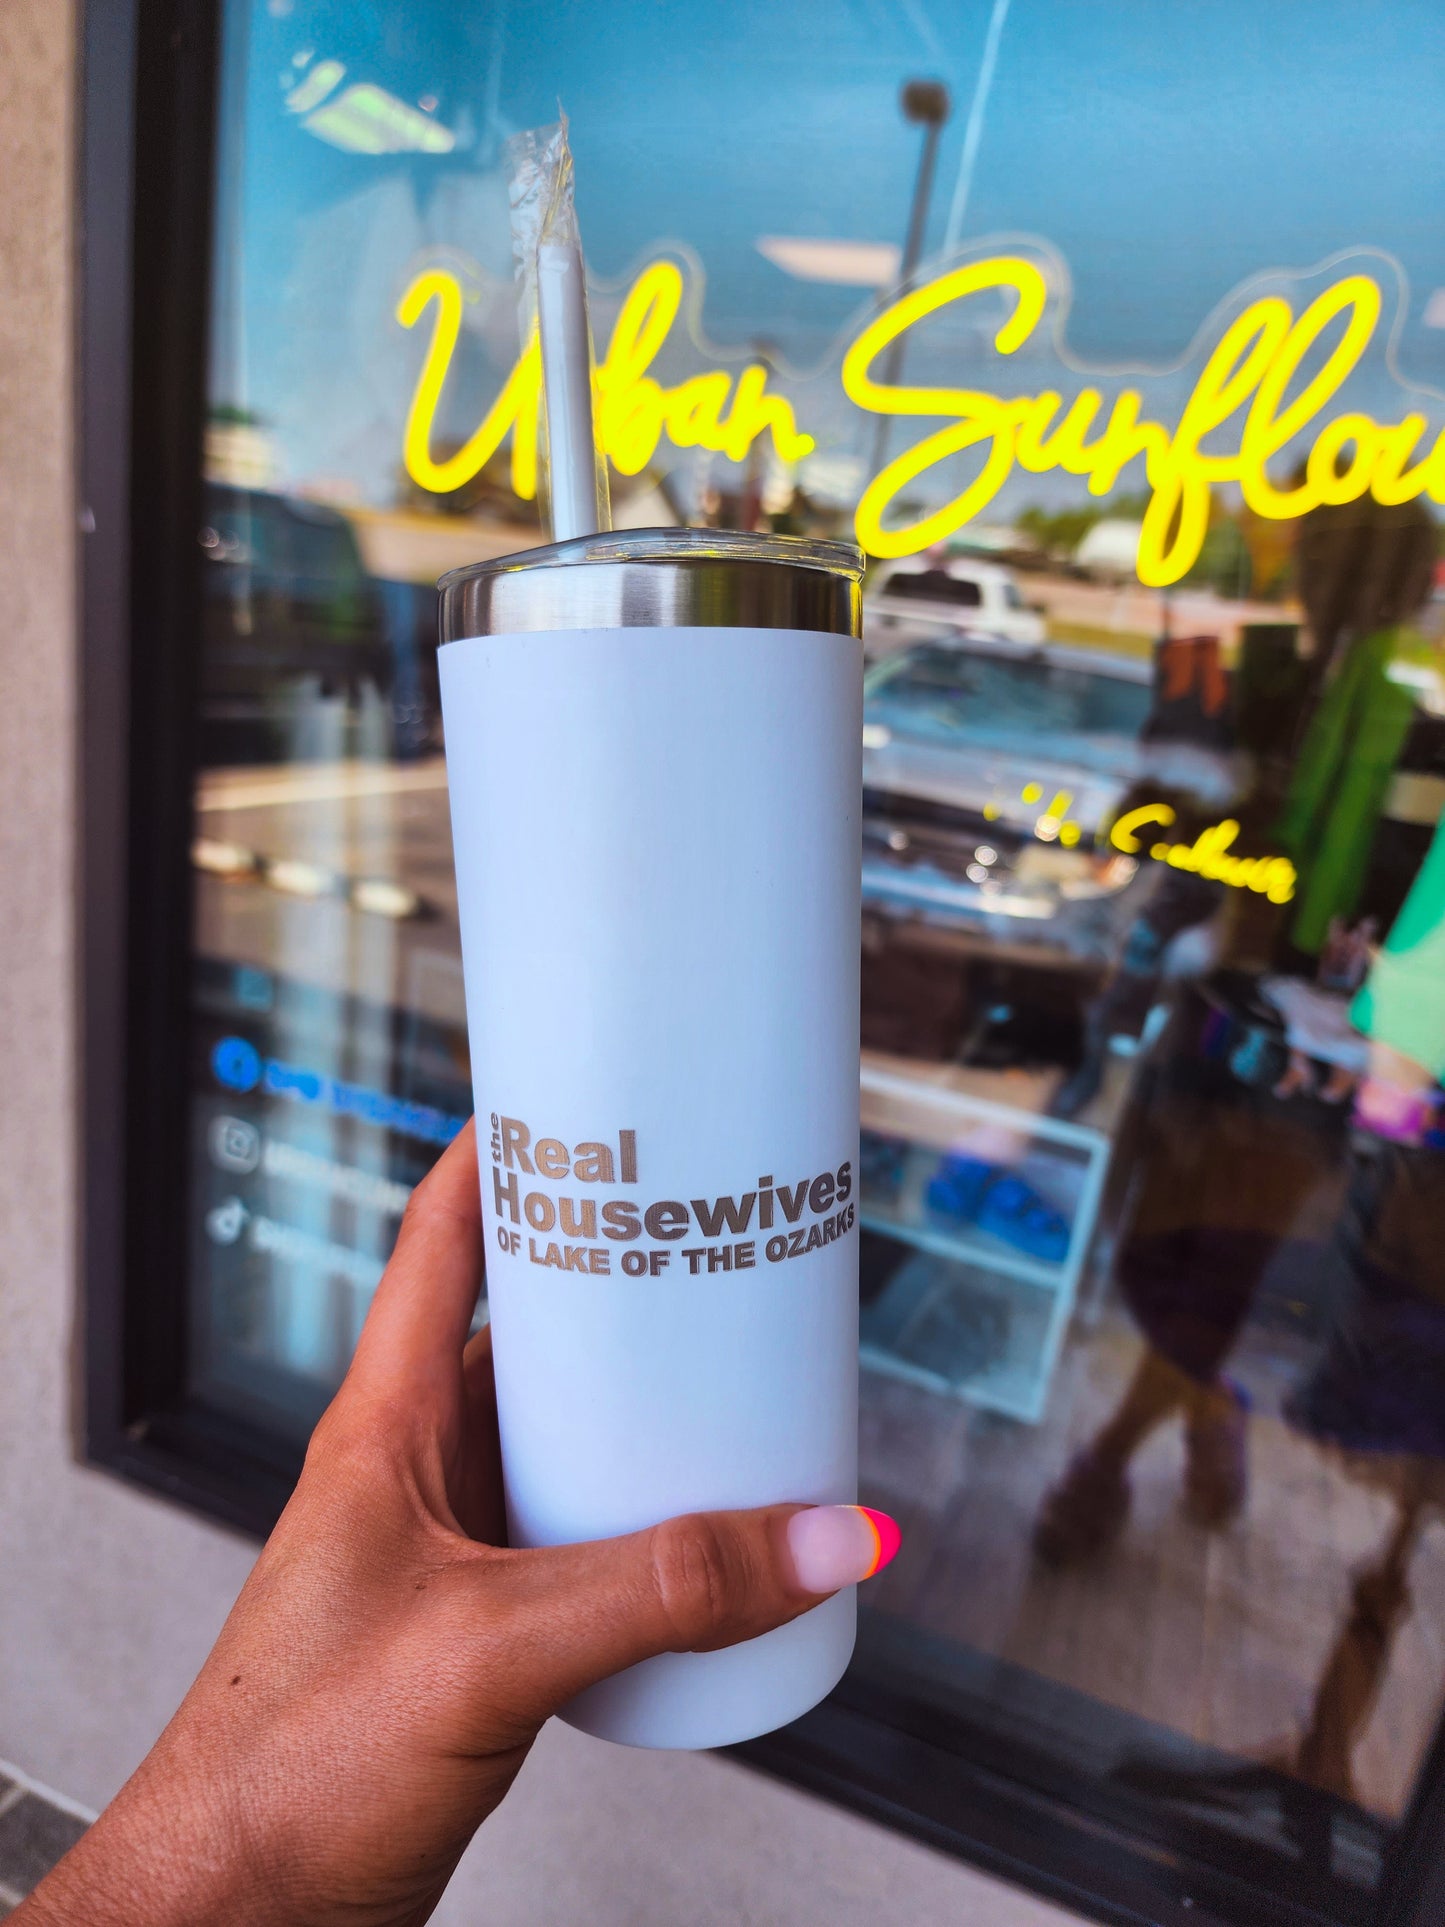 Urban Sunflow
the Real
Housewives
OF LAKE OF THE OZARKS